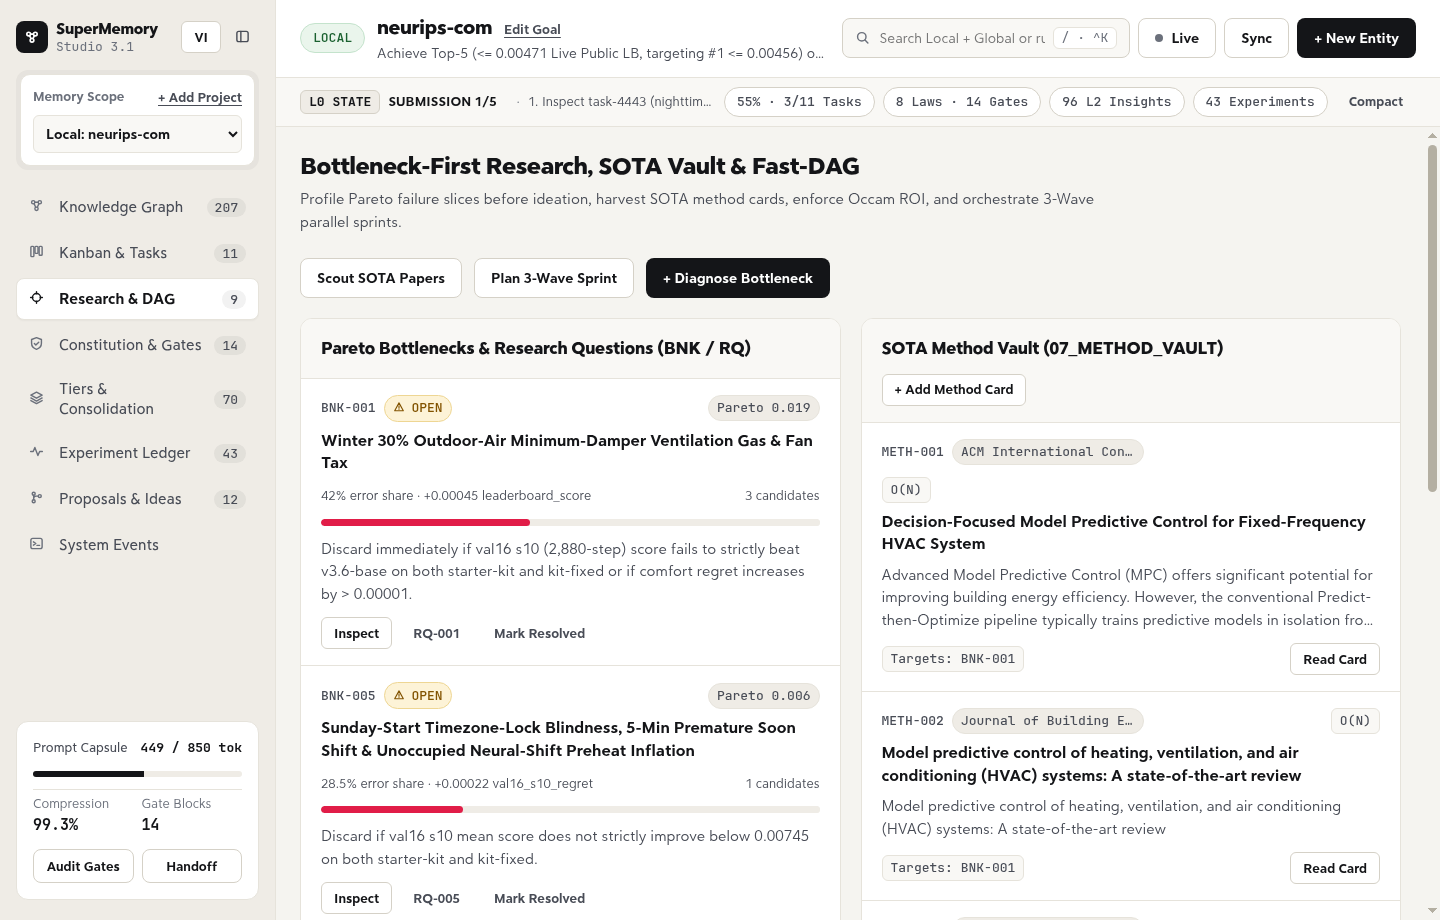 SuperMemory
Studio 3.1
VI
Memory Scope
+ Add Project
Local: neurips-com
Knowledge Graph 207
Kanban & Tasks 11
Research & DAG 9
Constitution & Gates 14
Tiers &
Consolidation 70
Experiment Ledger 43
Proposals & Ideas 12
System Events
Prompt Capsule 449 / 850 tok
Compression Gate Blocks
99.3% 14
Audit Gates Handoff
LOCAL
neurips-com Edit Goal
Achieve Top-5 (<= 0.00471 Live Public LB, targeting #1 <= 0.00456) o...
Search Local + Global or ru / · ^K
Live
Sync
+ New Entity
L0 STATE SUBMISSION 1/5 · 1. Inspect task-4443 (nighttim... 55% · 3/11 Tasks 8 Laws · 14 Gates 96 L2 Insights 43 Experiments Compact
Bottleneck-First Research, SOTA Vault & Fast-DAG
Profile Pareto failure slices before ideation, harvest SOTA method cards, enforce Occam ROI, and orchestrate 3-Wave
parallel sprints.
Scout SOTA Papers Plan 3-Wave Sprint + Diagnose Bottleneck
Pareto Bottlenecks & Research Questions (BNK / RQ)
BNK-001 ⚠ OPEN Pareto 0.019
Winter 30% Outdoor-Air Minimum-Damper Ventilation Gas & Fan
Tax
42% error share · +0.00045 leaderboard_score 3 candidates
Discard immediately if val16 s10 (2,880-step) score fails to strictly beat
v3.6-base on both starter-kit and kit-fixed or if comfort regret increases
by > 0.00001.
Inspect RQ-001 Mark Resolved
BNK-005 ⚠ OPEN Pareto 0.006
Sunday-Start Timezone-Lock Blindness, 5-Min Premature Soon
Shift & Unoccupied Neural-Shift Preheat Inflation
28.5% error share · +0.00022 val16_s10_regret 1 candidates
Discard if val16 s10 mean score does not strictly improve below 0.00745
on both starter-kit and kit-fixed.
Inspect RQ-005 Mark Resolved
SOTA Method Vault (07_METHOD_VAULT)
+ Add Method Card
METH-001 ACM International Con...
O(N)
Decision-Focused Model Predictive Control for Fixed-Frequency
HVAC System
Advanced Model Predictive Control (MPC) offers significant potential for
improving building energy efficiency. However, the conventional Predict-
then-Optimize pipeline typically trains predictive models in isolation fro...
Targets: BNK-001 Read Card
METH-002 Journal of Building E... O(N)
Model predictive control of heating, ventilation, and air
conditioning (HVAC) systems: A state-of-the-art review
Model predictive control of heating, ventilation, and air conditioning
(HVAC) systems: A state-of-the-art review
Targets: BNK-001 Read Card